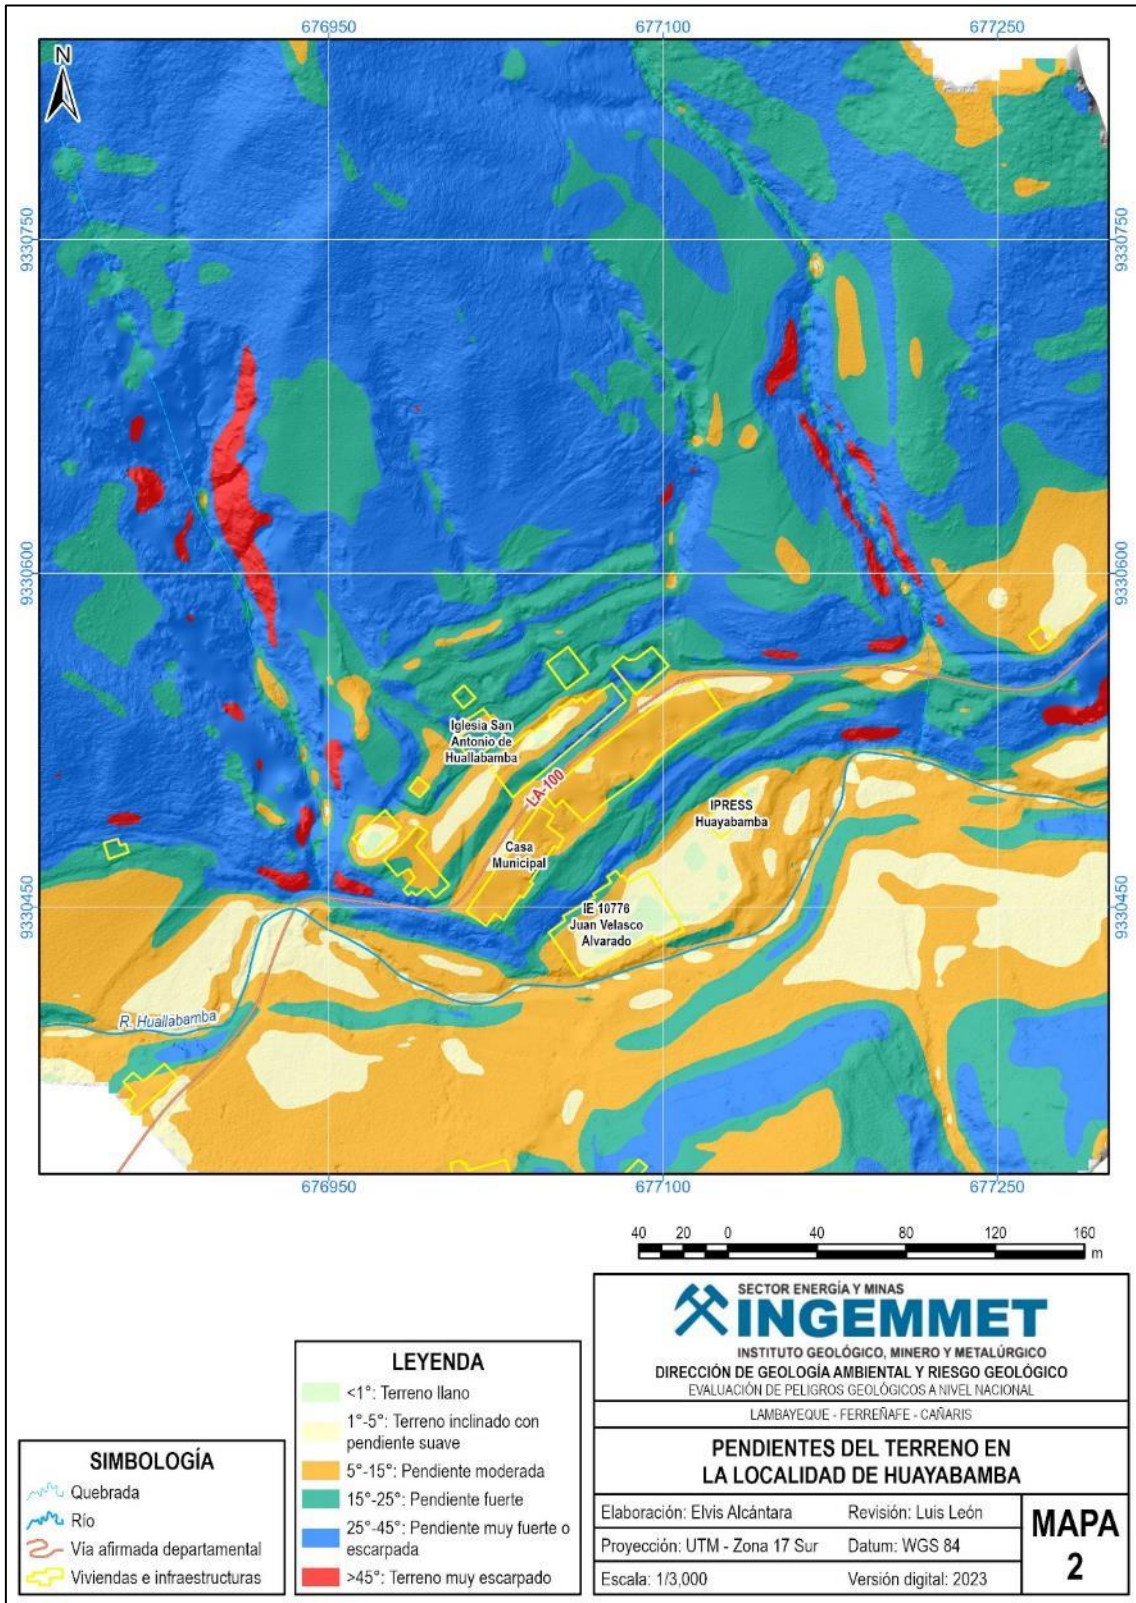 676950
677100
677250
N
9330750
9330750
9330600
9330600
Iglesia San
Antonio de
Huallabamba
LA-100
IPRESS
Huayabamba
Casa
Municipal
9330450
9330450
IE 10776
Juan Velasco
Alvarado
R. Huallabamba
676950
677100
677250
40 20 0 40 80 120 160
m
SECTOR ENERGÍA Y MINAS
INGEMMET
INSTITUTO GEOLÓGICO, MINERO Y METALÚRGICO
DIRECCIÓN DE GEOLOGÍA AMBIENTAL Y RIESGO GEOLÓGICO
EVALUACIÓN DE PELIGROS GEOLÓGICOS A NIVEL NACIONAL
LAMBAYEQUE - FERREÑAFE - CAÑARIS
PENDIENTES DEL TERRENO EN
LA LOCALIDAD DE HUAYABAMBA
Elaboración: Elvis Alcántara Revisión: Luis León
Proyección: UTM - Zona 17 Sur Datum: WGS 84
Escala: 1/3,000 Versión digital: 2023
MAPA
2
LEYENDA
<1°: Terreno llano
1°-5°: Terreno inclinado con
pendiente suave
5°-15°: Pendiente moderada
15°-25°: Pendiente fuerte
25°-45°: Pendiente muy fuerte o
escarpada
>45°: Terreno muy escarpado
SIMBOLOGÍA
Quebrada
Río
Vía afirmada departamental
Viviendas e infraestructuras